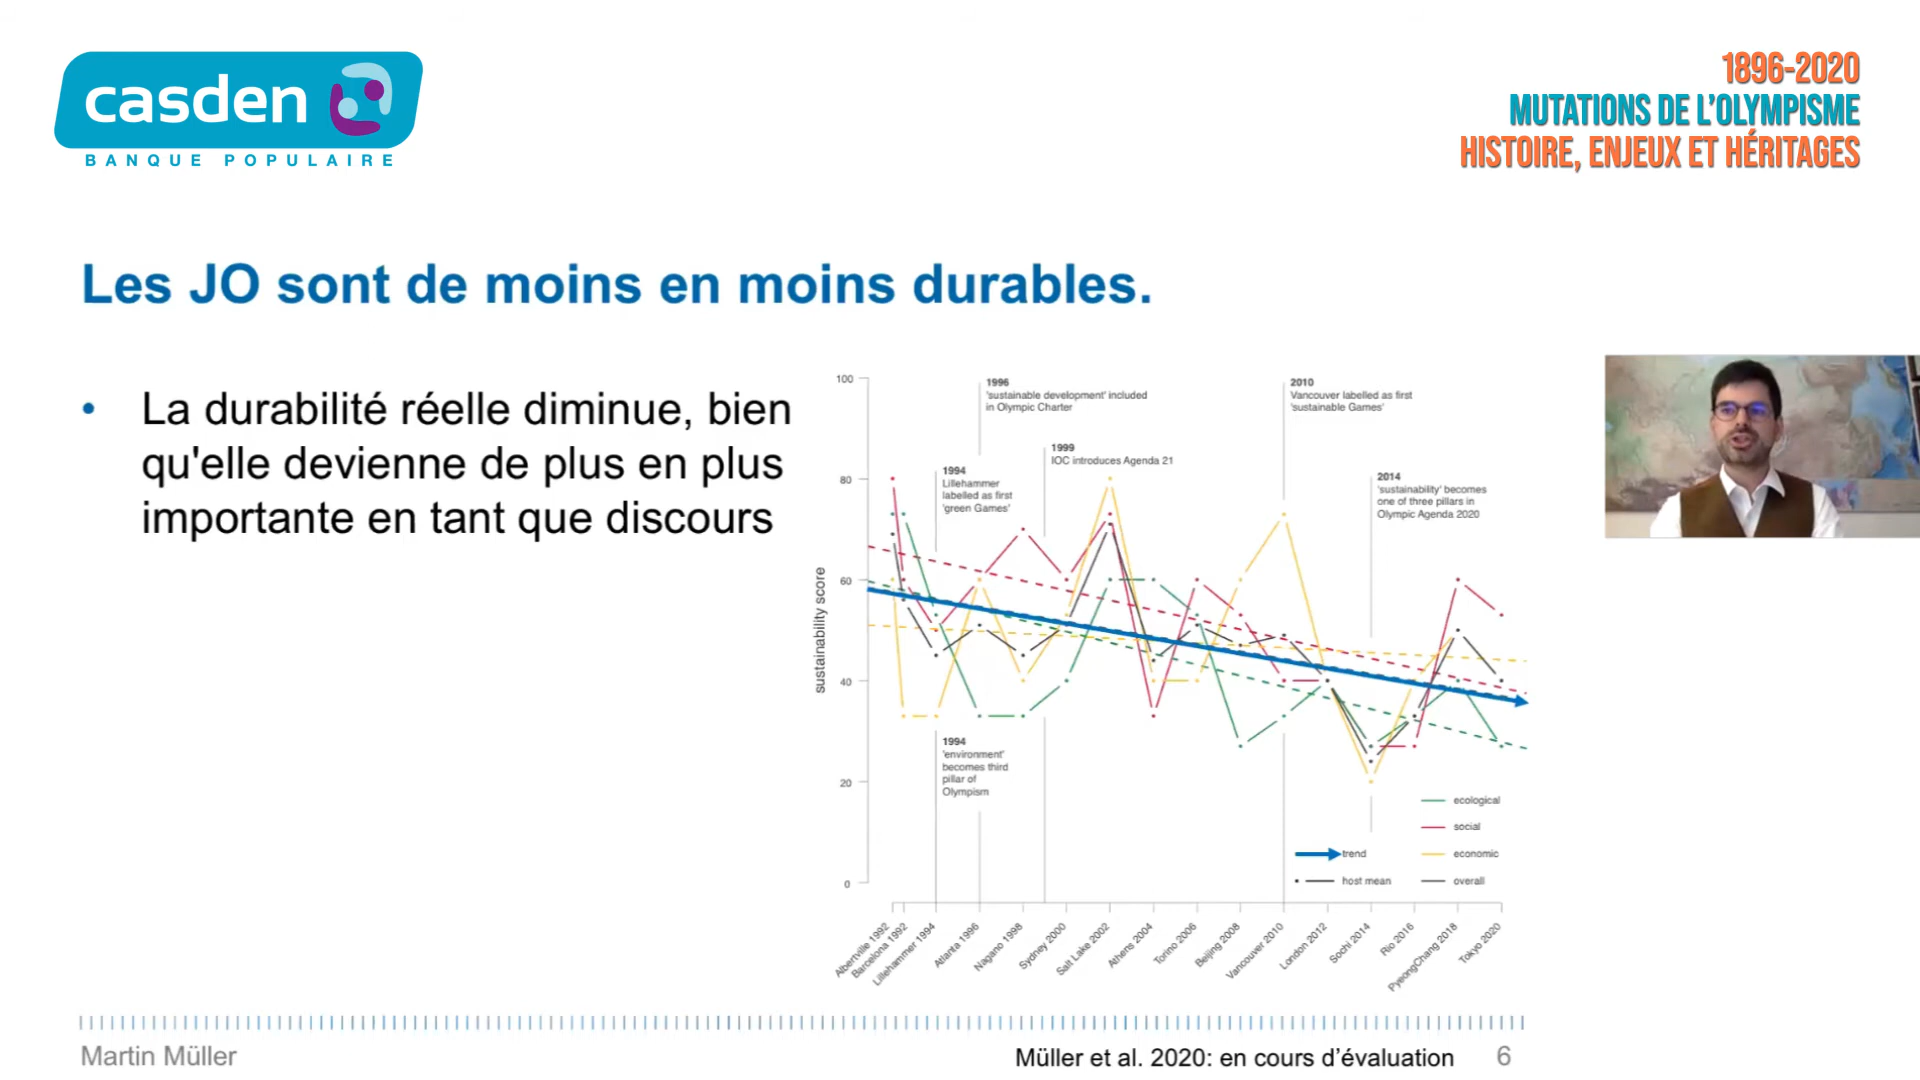 casden
BANQUE POPULAIRE
1896-2020
MUTATIONS DE L'OLYMPISME
HISTOIRE, ENJEUX ET HÉRITAGES
Les JO sont de moins en moins durables.
• La durabilité réelle diminue, bien
qu'elle devienne de plus en plus
importante en tant que discours
sustainability score
100
80
60
40
20
0
1996
'sustainable development' included
in Olympic Charter
1999
IOC introduces Agenda 21
1994
Lillehammer
labelled as first
'green Games'
2010
Vancouver labelled as first
'sustainable Games'
2014
'sustainability' becomes
one of three pillars in
Olympic Agenda 2020
1994
'environment'
becomes third
pillar of
Olympism
ecological
social
trend
economic
host mean
overall
Albertville 1992
Barcelona 1992
Lillehammer 1994
Atlanta 1996
Nagano 1998
Sydney 2000
Salt Lake 2002
Athens 2004
Torino 2006
Beijing 2008
Vancouver 2010
London 2012
Sochi 2014
Rio 2016
PyeongChang 2018
Tokyo 2020
Martin Müller
Müller et al. 2020: en cours d'évaluation
6